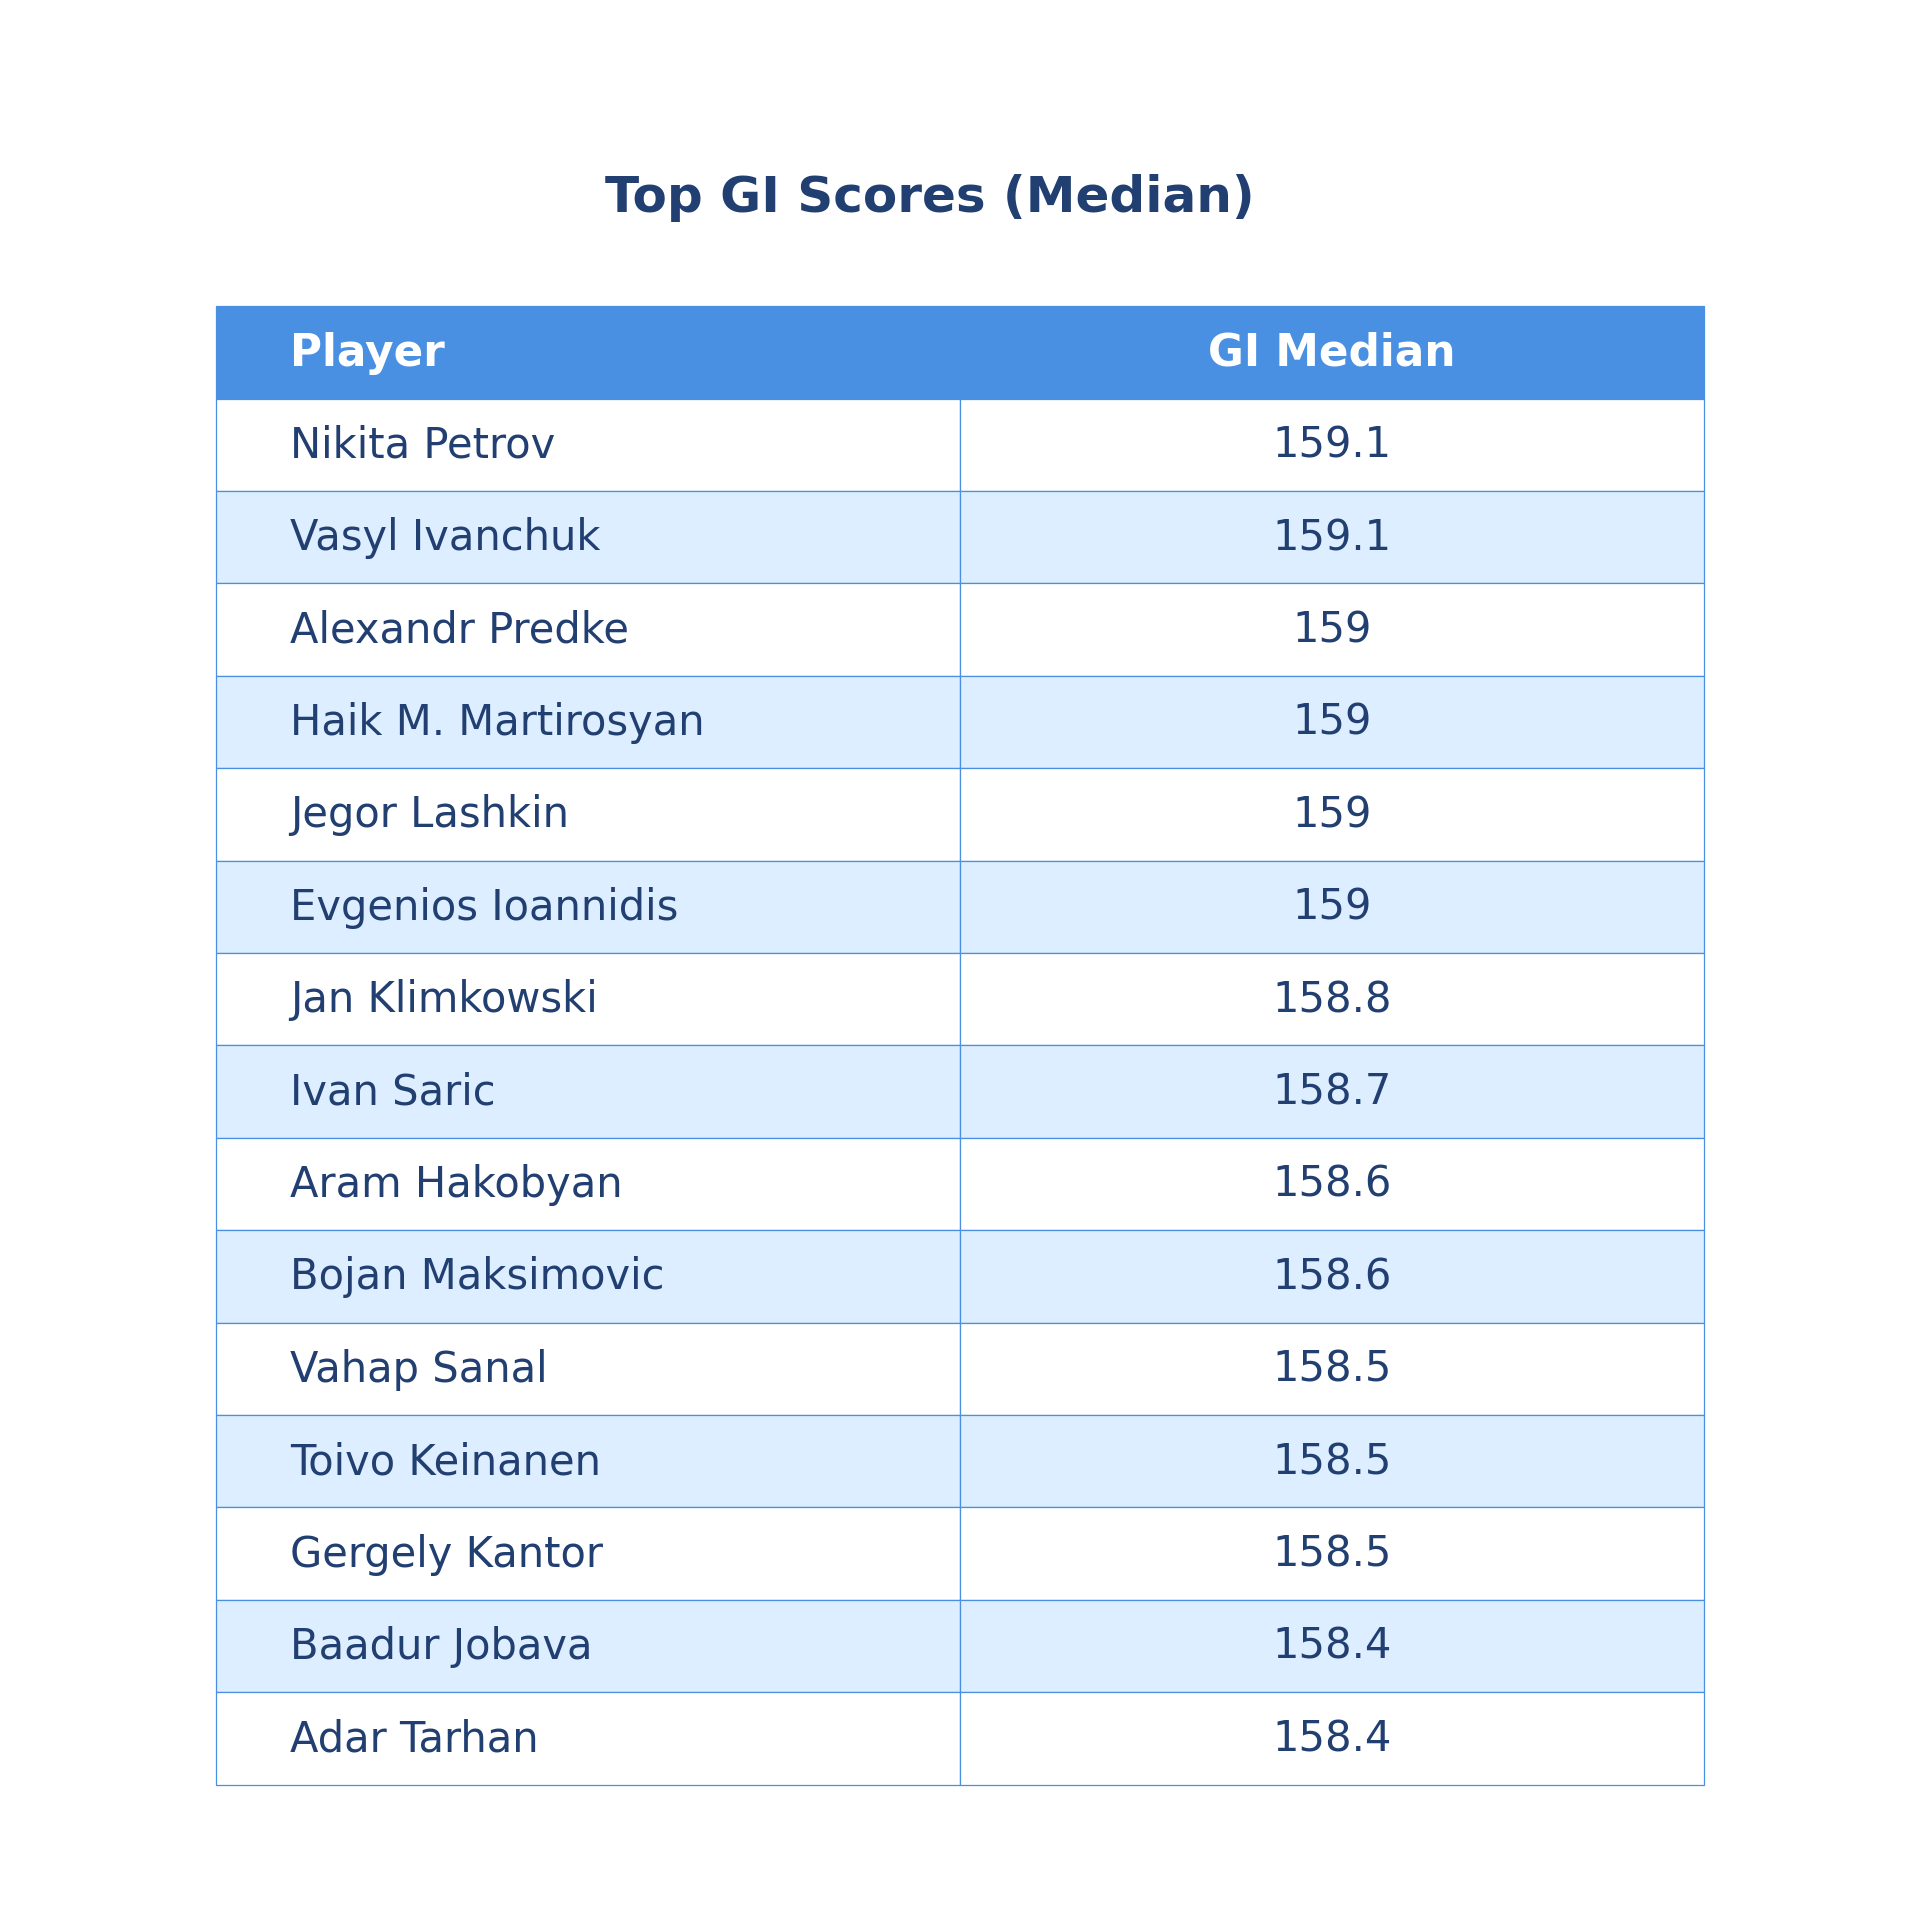 Top GI Scores (Median)
Player GI Median
Nikita Petrov 159.1
Vasyl Ivanchuk 159.1
Alexandr Predke 159
Haik M. Martirosyan 159
Jegor Lashkin 159
Evgenios Ioannidis 159
Jan Klimkowski 158.8
Ivan Saric 158.7
Aram Hakobyan 158.6
Bojan Maksimovic 158.6
Vahap Sanal 158.5
Toivo Keinanen 158.5
Gergely Kantor 158.5
Baadur Jobava 158.4
Adar Tarhan 158.4